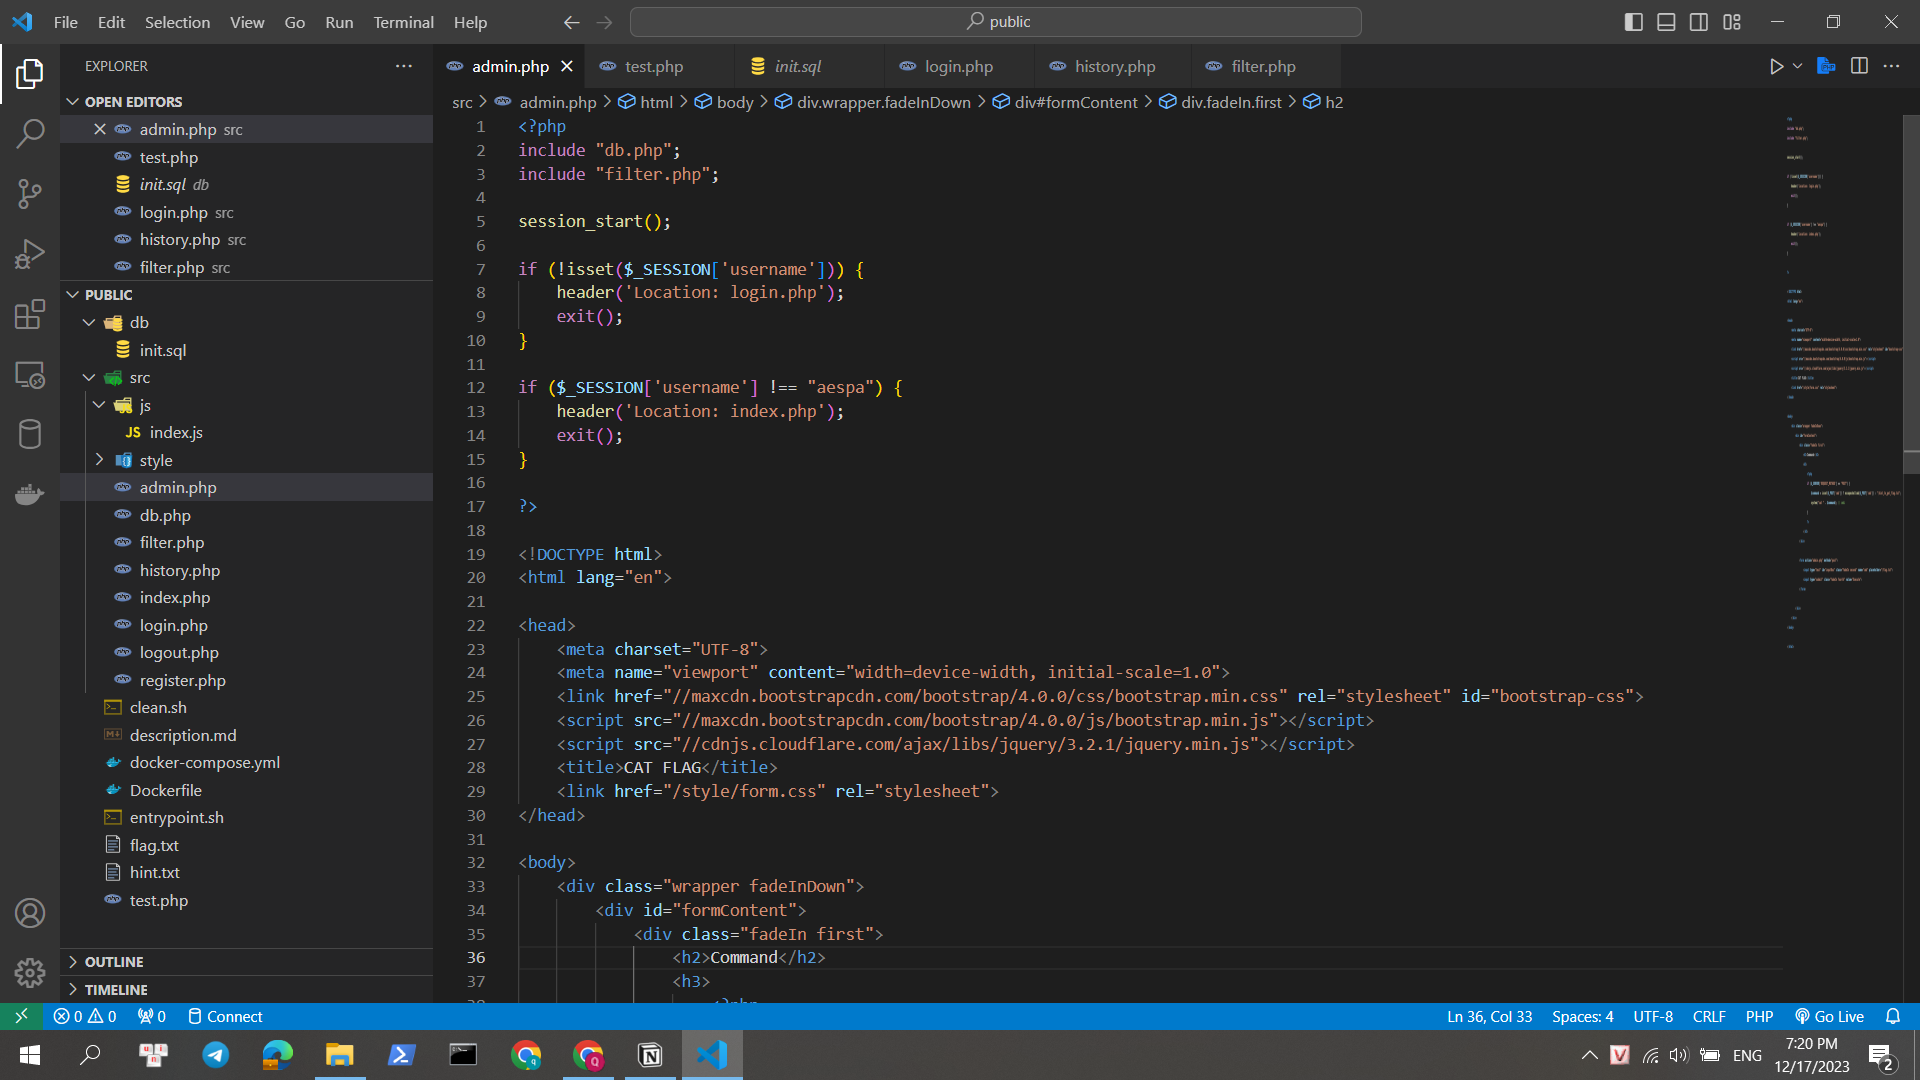 File Edit Selection View Go Run Terminal Help
public
EXPLORER
OPEN EDITORS
admin.php src
test.php
init.sql db
login.php src
history.php src
filter.php src
PUBLIC
db
init.sql
src
js
JS index.js
style
admin.php
db.php
filter.php
history.php
index.php
login.php
logout.php
register.php
clean.sh
description.md
docker-compose.yml
Dockerfile
entrypoint.sh
flag.txt
hint.txt
test.php
OUTLINE
TIMELINE
admin.php test.php init.sql login.php history.php filter.php
src > admin.php > html > body > div.wrapper.fadeInDown > div#formContent > div.fadeIn.first > h2
1 <?php
2 include "db.php";
3 include "filter.php";
4
5 session_start();
6
7 if (!isset($_SESSION['username'])) {
8 header('Location: login.php');
9 exit();
10 }
11
12 if ($_SESSION['username'] !== "aespa") {
13 header('Location: index.php');
14 exit();
15 }
16
17 ?>
18
19 <!DOCTYPE html>
20 <html lang="en">
21
22 <head>
23 <meta charset="UTF-8">
24 <meta name="viewport" content="width=device-width, initial-scale=1.0">
25 <link href="//maxcdn.bootstrapcdn.com/bootstrap/4.0.0/css/bootstrap.min.css" rel="stylesheet" id="bootstrap-css">
26 <script src="//maxcdn.bootstrapcdn.com/bootstrap/4.0.0/js/bootstrap.min.js"></script>
27 <script src="//cdnjs.cloudflare.com/ajax/libs/jquery/3.2.1/jquery.min.js"></script>
28 <title>CAT FLAG</title>
29 <link href="/style/form.css" rel="stylesheet">
30 </head>
31
32 <body>
33 <div class="wrapper fadeInDown">
34 <div id="formContent">
35 <div class="fadeIn first">
36 <h2>Command</h2>
37 <h3>
38 <?php
0 0 0 Connect
Ln 36, Col 33 Spaces: 4 UTF-8 CRLF PHP Go Live
ENG
7:20 PM
12/17/2023
2